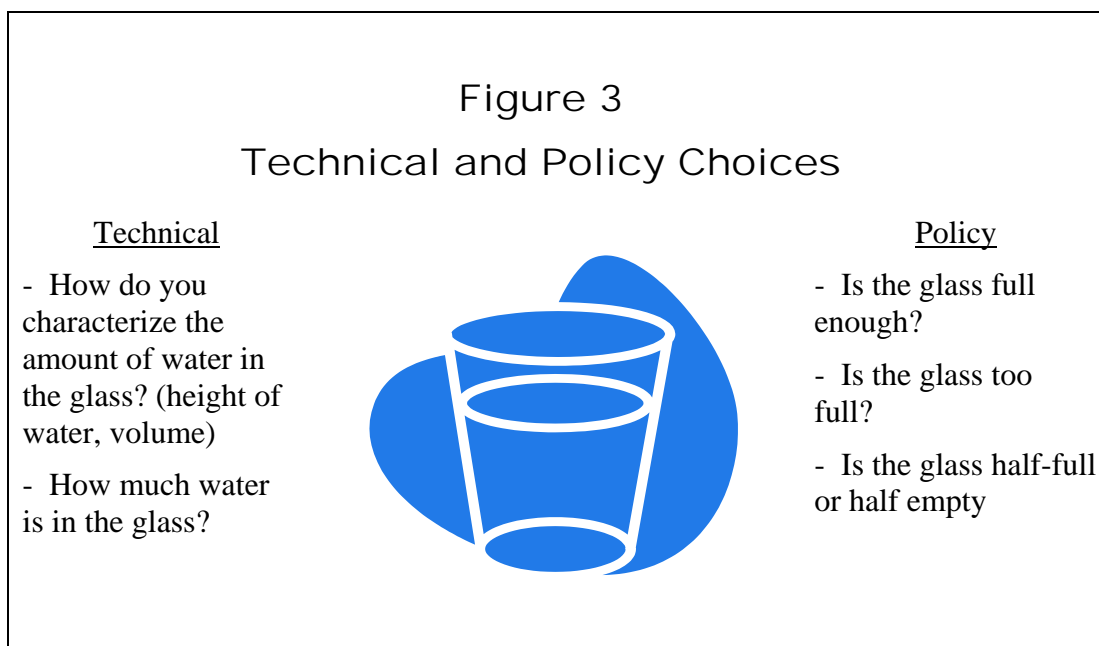 Figure 3
Technical and Policy Choices
Technical
- How do you
characterize the
amount of water in
the glass? (height of
water, volume)
- How much water
is in the glass?
Policy
- Is the glass full
enough?
- Is the glass too
full?
- Is the glass half-full
or half empty